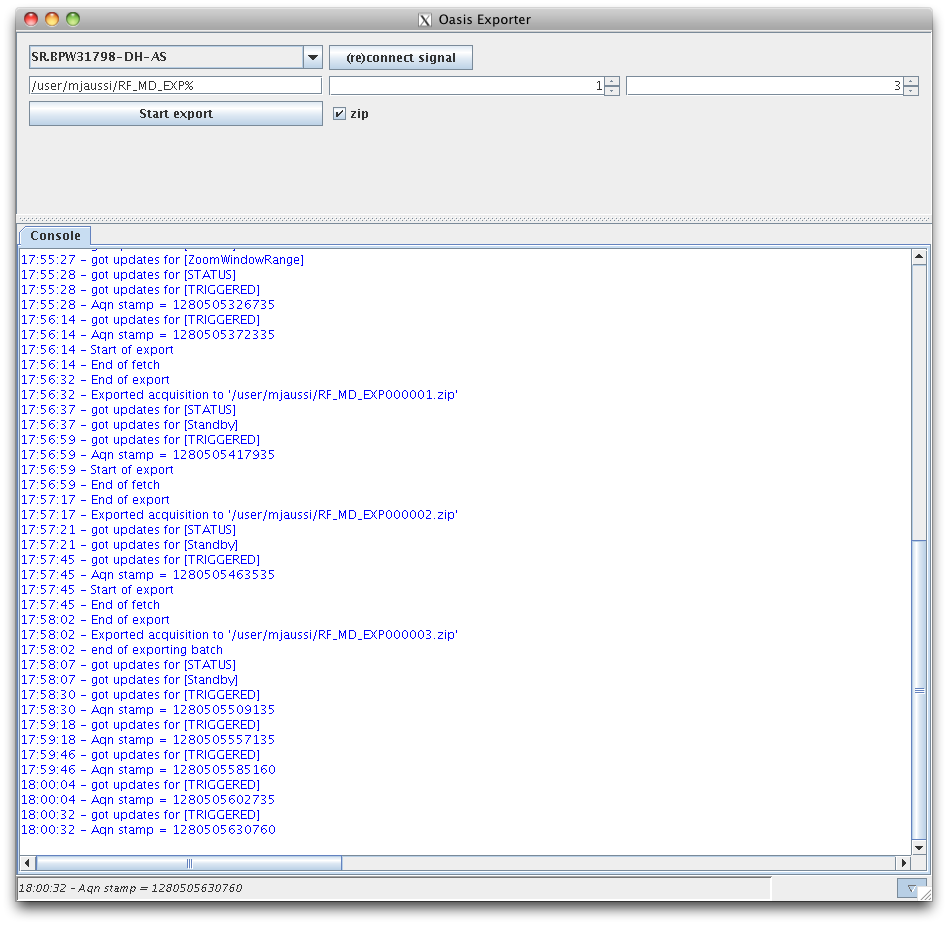 Oasis Exporter
SR.BPW31798-DH-AS (re)connect signal
/user/mjaussi/RF_MD_EXP% 1 3
Start export zip
Console
17:55:27 - got updates for [ZoomWindowRange]
17:55:28 - got updates for [STATUS]
17:55:28 - got updates for [TRIGGERED]
17:55:28 - Aqn stamp = 1280505326735
17:56:14 - got updates for [TRIGGERED]
17:56:14 - Aqn stamp = 1280505372335
17:56:14 - Start of export
17:56:14 - End of fetch
17:56:32 - End of export
17:56:32 - Exported acquisition to '/user/mjaussi/RF_MD_EXP000001.zip'
17:56:37 - got updates for [STATUS]
17:56:37 - got updates for [Standby]
17:56:59 - got updates for [TRIGGERED]
17:56:59 - Aqn stamp = 1280505417935
17:56:59 - Start of export
17:56:59 - End of fetch
17:57:17 - End of export
17:57:17 - Exported acquisition to '/user/mjaussi/RF_MD_EXP000002.zip'
17:57:21 - got updates for [STATUS]
17:57:21 - got updates for [Standby]
17:57:45 - got updates for [TRIGGERED]
17:57:45 - Aqn stamp = 1280505463535
17:57:45 - Start of export
17:57:45 - End of fetch
17:58:02 - End of export
17:58:02 - Exported acquisition to '/user/mjaussi/RF_MD_EXP000003.zip'
17:58:02 - end of exporting batch
17:58:07 - got updates for [STATUS]
17:58:07 - got updates for [Standby]
17:58:30 - got updates for [TRIGGERED]
17:58:30 - Aqn stamp = 1280505509135
17:59:18 - got updates for [TRIGGERED]
17:59:18 - Aqn stamp = 1280505557135
17:59:46 - got updates for [TRIGGERED]
17:59:46 - Aqn stamp = 1280505585160
18:00:04 - got updates for [TRIGGERED]
18:00:04 - Aqn stamp = 1280505602735
18:00:32 - got updates for [TRIGGERED]
18:00:32 - Aqn stamp = 1280505630760
18:00:32 - Aqn stamp = 1280505630760